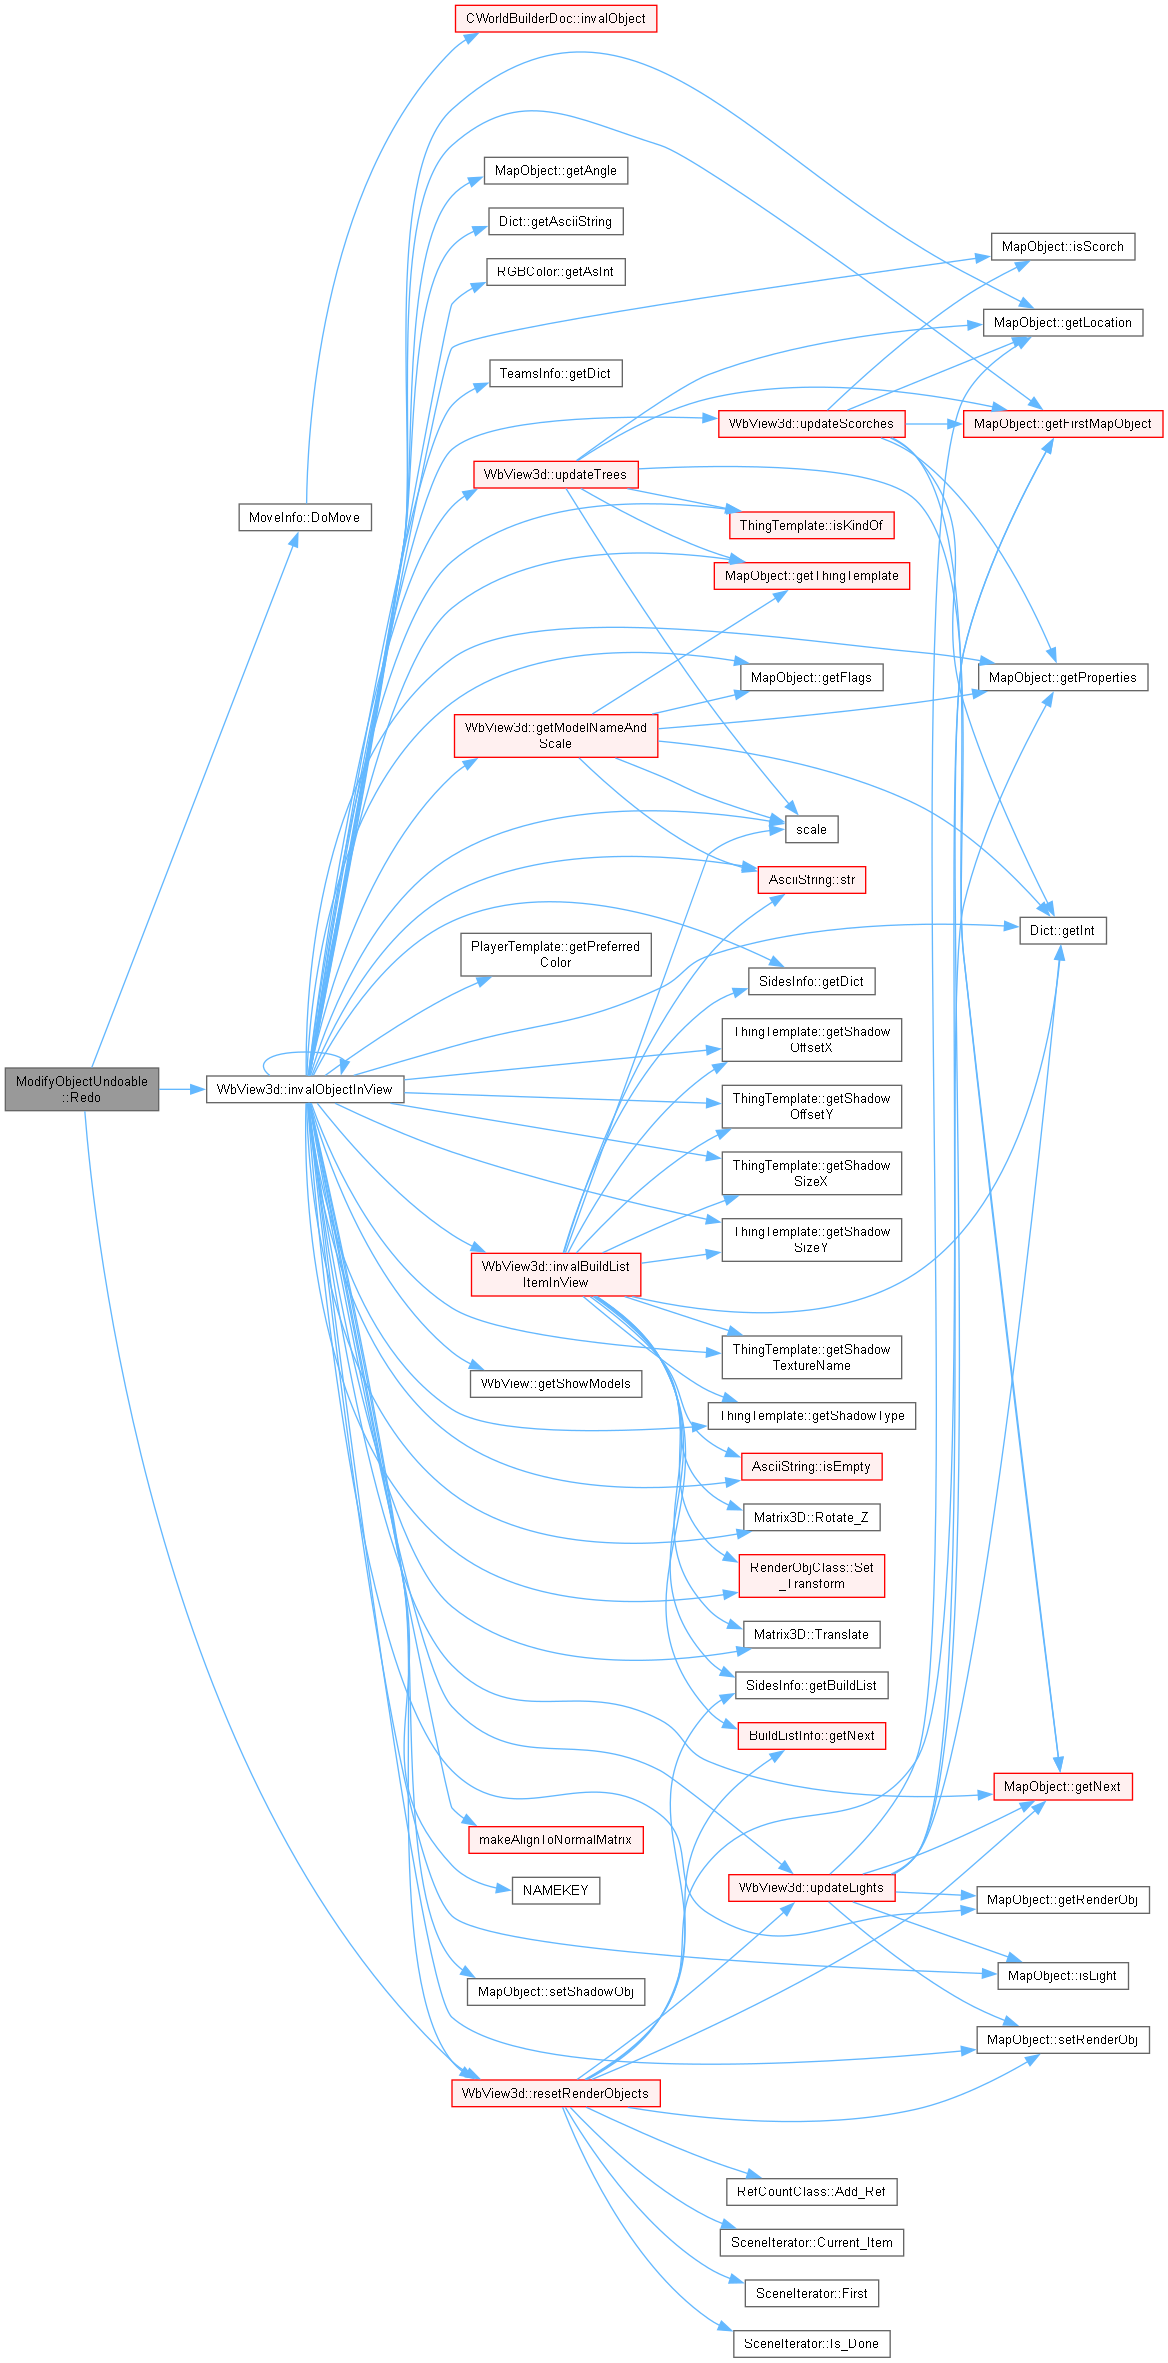 CWorldBuilderDoc::invalObject
MapObject::getAngle
Dict::getAsciiString
MapObject::isScorch
RGBColor::getAsInt
MapObject::getLocation
TeamsInfo::getDict
WbView3d::updateScorches
MapObject::getFirstMapObject
WbView3d::updateTrees
MoveInfo::DoMove
ThingTemplate::isKindOf
MapObject::getThingTemplate
MapObject::getFlags
MapObject::getProperties
WbView3d::getModelNameAnd
Scale
scale
AsciiString::str
Dict::getInt
PlayerTemplate::getPreferred
Color
SidesInfo::getDict
ThingTemplate::getShadow
OffsetX
ModifyObjectUndoable
::Redo
WbView3d::invalObjectInView
ThingTemplate::getShadow
OffsetY
ThingTemplate::getShadow
SizeX
ThingTemplate::getShadow
SizeY
WbView3d::invalBuildList
ItemInView
ThingTemplate::getShadow
TextureName
WbView::getShowModels
ThingTemplate::getShadowType
AsciiString::isEmpty
Matrix3D::Rotate_Z
RenderObjClass::Set
_Transform
Matrix3D::Translate
SidesInfo::getBuildList
BuildListInfo::getNext
MapObject::getNext
makeAlignToNormalMatrix
WbView3d::updateLights
NAMEKEY
MapObject::getRenderObj
MapObject::isLight
MapObject::setShadowObj
MapObject::setRenderObj
WbView3d::resetRenderObjects
RefCountClass::Add_Ref
SceneIterator::Current_Item
SceneIterator::First
SceneIterator::Is_Done